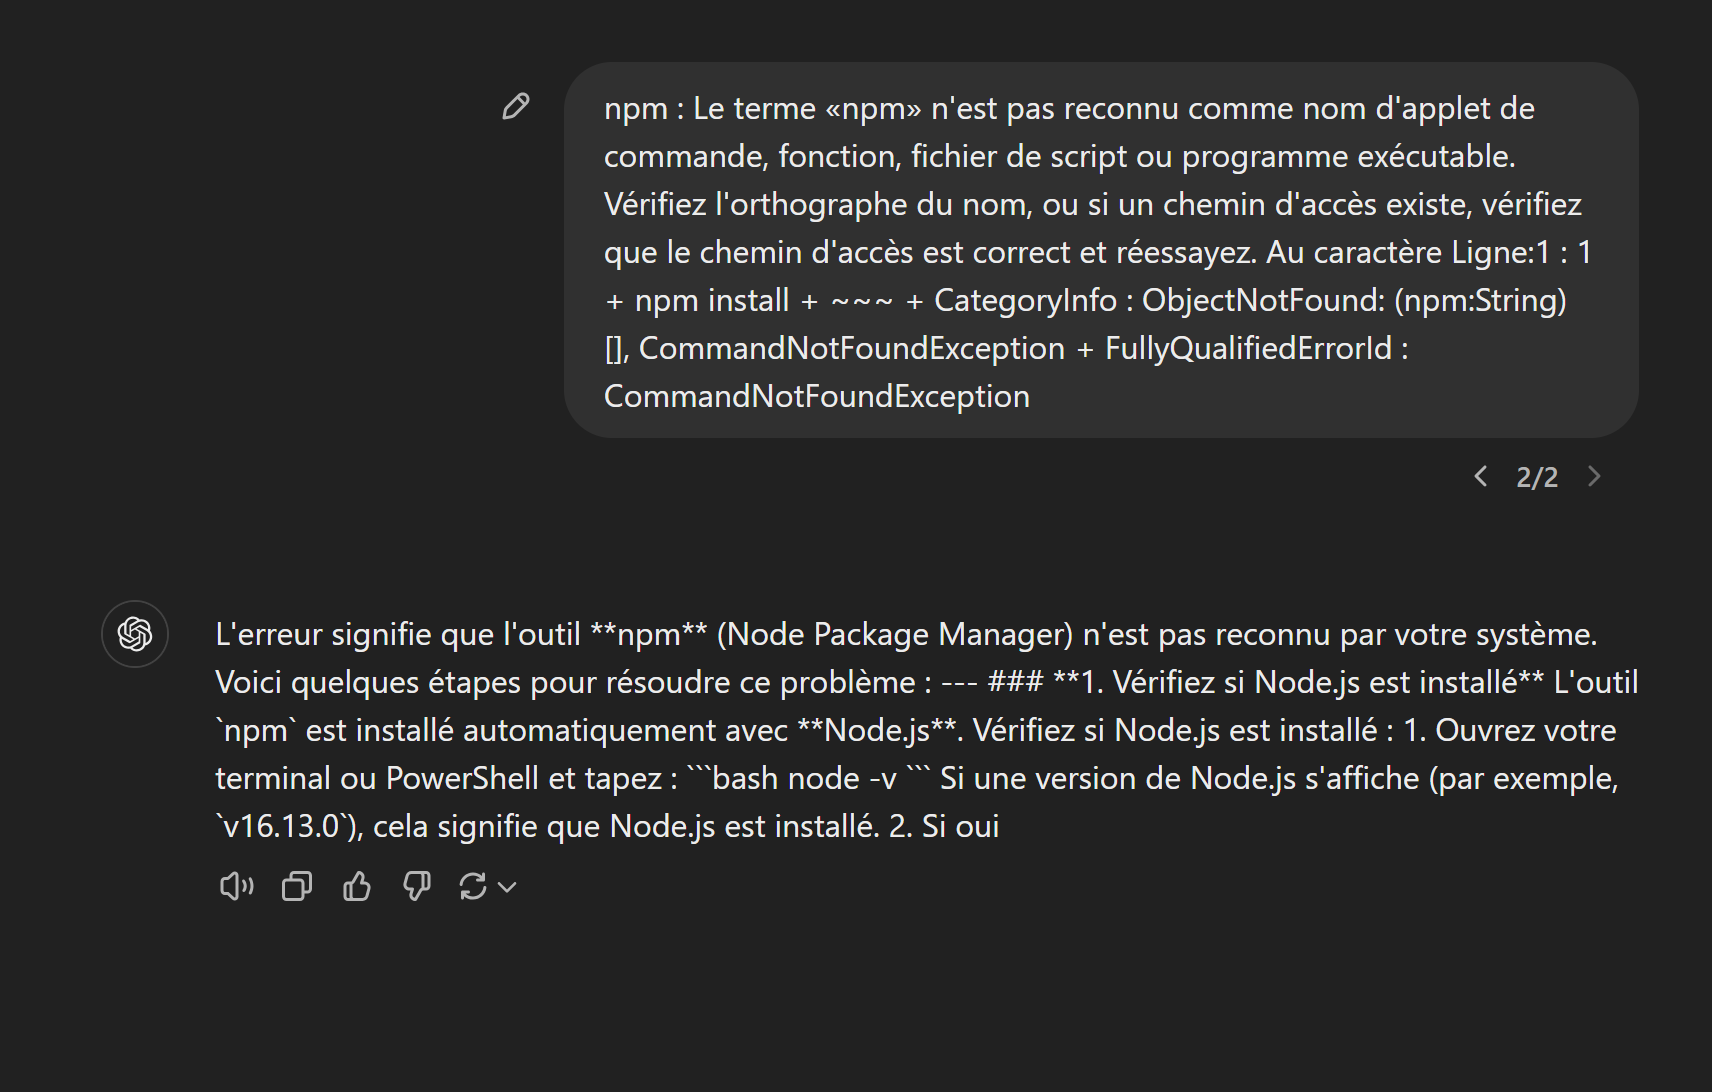 npm : Le terme «npm» n'est pas reconnu comme nom d'applet de
commande, fonction, fichier de script ou programme exécutable.
Vérifiez l'orthographe du nom, ou si un chemin d'accès existe, vérifiez
que le chemin d'accès est correct et réessayez. Au caractère Ligne:1 : 1
+ npm install + ~~~ + CategoryInfo : ObjectNotFound: (npm:String)
[], CommandNotFoundException + FullyQualifiedErrorId :
CommandNotFoundException
2/2
L'erreur signifie que l'outil **npm** (Node Package Manager) n'est pas reconnu par votre système.
Voici quelques étapes pour résoudre ce problème : --- ### **1. Vérifiez si Node.js est installé** L'outil
`npm` est installé automatiquement avec **Node.js**. Vérifiez si Node.js est installé : 1. Ouvrez votre
terminal ou PowerShell et tapez : ```bash node -v ``` Si une version de Node.js s'affiche (par exemple,
`v16.13.0`), cela signifie que Node.js est installé. 2. Si oui